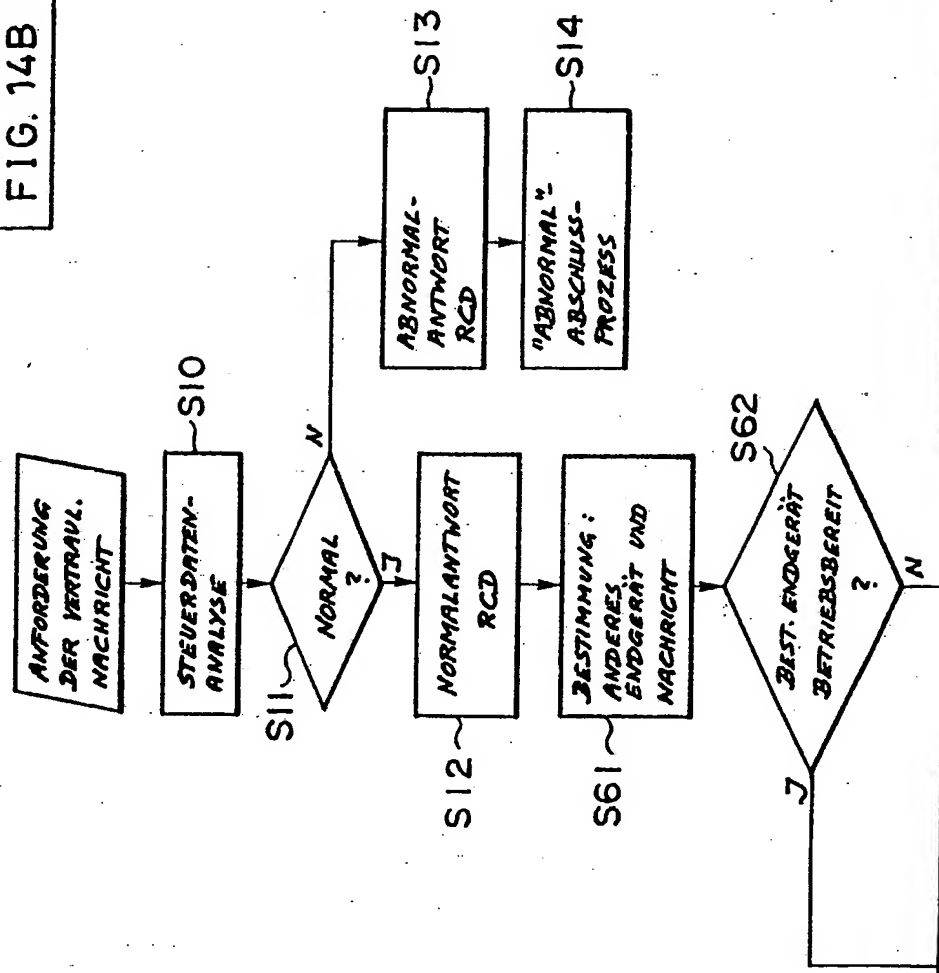 FIG. 14B
ANFORDERUNG
DER VERTRAUL.
NACHRICHT
S10
STEUERDATEN-
ANALYSE
S11
NORMAL
?
N
J
S13
ABNORMAL-
ANTWORT
RCD
S14
"ABNORMAL"-
ABSCHLUSS-
PROZESS
S12
NORMALANTWORT
RCD
S61
BESTIMMUNG:
ANDERES
ENDGERÄT UND
NACHRICHT
S62
BEST. ENDGERÄT
BETRIEBSBEREIT
?
J
N